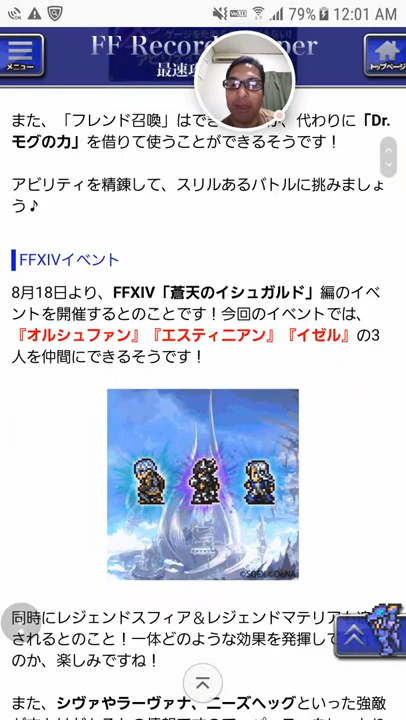 79% 12:01 AM
FF Record per
メニュー
最速
トップページ
また、「フレンド召喚」はで 、代わりに「Dr.
モグの力」を借りて使うことができるそうです！
アビリティを精錬して、スリルあるバトルに挑みましょ
う♪
FFXIVイベント
8月18日より、FFXIV「蒼天のイシュガルド」編のイベ
ントを開催するとのことです！今回のイベントでは、
『オルシュファン』『エスティニアン』『イゼル』の3
人を仲間にできるそうです！
©SQEX ©DeNA
同時にレジェンドスフィア＆レジェンドマテリア
されるとのこと！一体どのような効果を発揮して
のか、楽しみですね！
また、シヴァやラーヴァナ、ニーズヘッグといった強敵